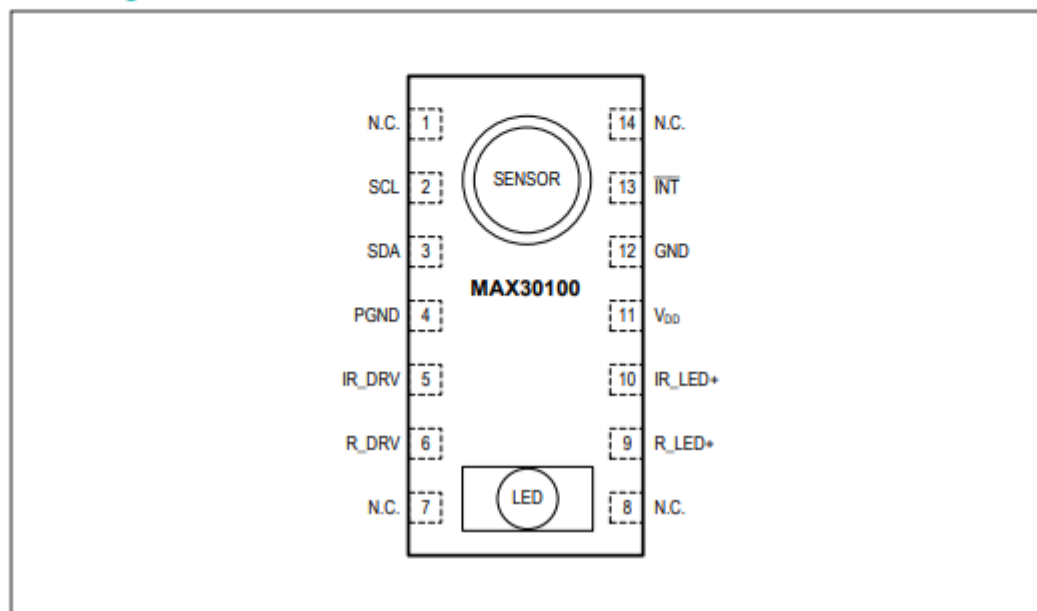 N.C. 1 14 N.C.
SENSOR
SCL 2 13 INT
SDA 3 12 GND
MAX30100
PGND 4 11 VDD
IR_DRV 5 10 IR_LED+
R_DRV 6 9 R_LED+
LED
N.C. 7 8 N.C.